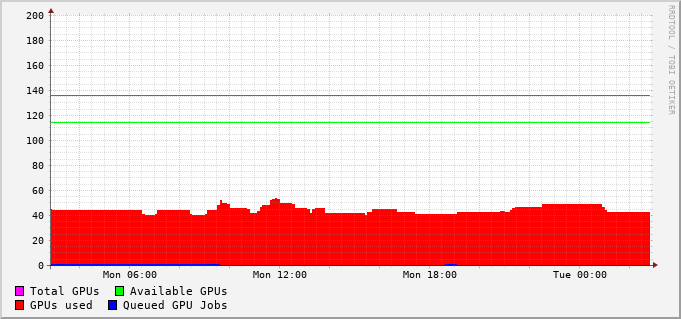 200
180
160
140
120
100
80
60
40
20
0
Mon 06:00 Mon 12:00 Mon 18:00 Tue 00:00
Total GPUs Available GPUs
GPUs used Queued GPU Jobs
RRDTOOL / TOBI OETIKER